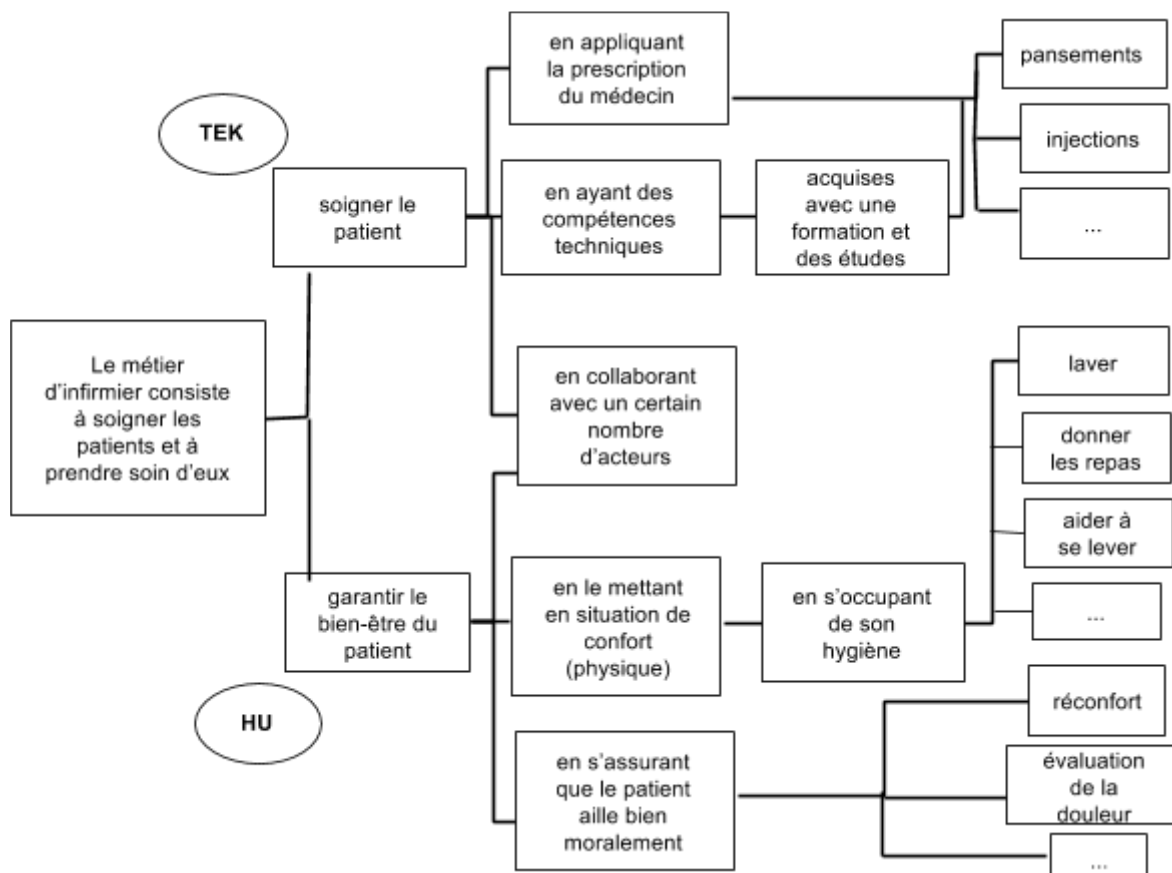 en appliquant
la prescription
du médecin
pansements
TEK
injections
soigner le
patient
en ayant des
compétences
techniques
acquises
avec une
formation et
des études
...
Le métier
d'infirmier consiste
à soigner les
patients et à
prendre soin d'eux
en collaborant
avec un certain
nombre
d'acteurs
laver
donner
les repas
aider à
se lever
garantir le
bien-être du
patient
en le mettant
en situation de
confort
(physique)
en s'occupant
de son
hygiène
...
HU
en s'assurant
que le patient
aille bien
moralement
réconfort
évaluation
de la
douleur
...